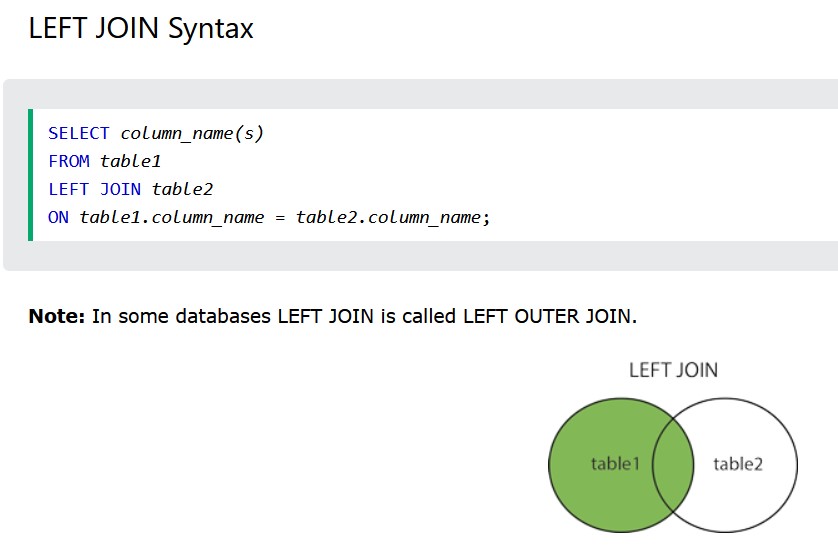 LEFT JOIN Syntax
SELECT column_name(s)
FROM table1
LEFT JOIN table2
ON table1.column_name = table2.column_name;
Note: In some databases LEFT JOIN is called LEFT OUTER JOIN.
LEFT JOIN
table1
table2